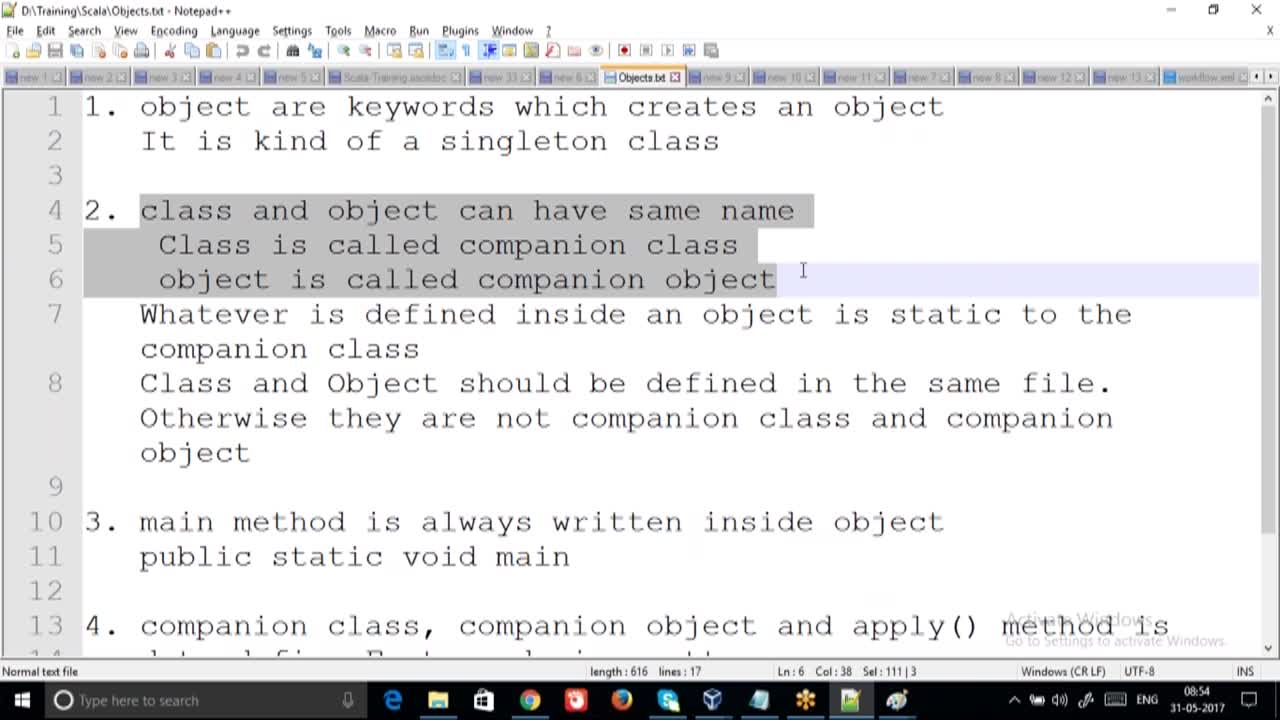 D:\Training\Scala\Objects.txt - Notepad++
File Edit Search View Encoding Language Settings Tools Macro Run Plugins Window ? X
new 1 new 2 new 3 new 4 new 5 Scala-Training.asciidoc new 33 new 6 Objects.txt new 9 new 10 new 11 new 7 new 8 new 12 new 13 workflow.xml
1 1. object are keywords which creates an object
2 It is kind of a singleton class
3
4 2. class and object can have same name
5 Class is called companion class
6 object is called companion object
7 Whatever is defined inside an object is static to the
companion class
8 Class and Object should be defined in the same file.
Otherwise they are not companion class and companion
object
9
10 3. main method is always written inside object
11 public static void main
12
13 4. companion class, companion object and apply() method is
Activate Windows
Go to Settings to activate Windows.
Normal text file length : 616 lines : 17 Ln : 6 Col : 38 Sel : 111 | 3 Windows (CR LF) UTF-8 INS
Type here to search ENG 08:54
31-05-2017